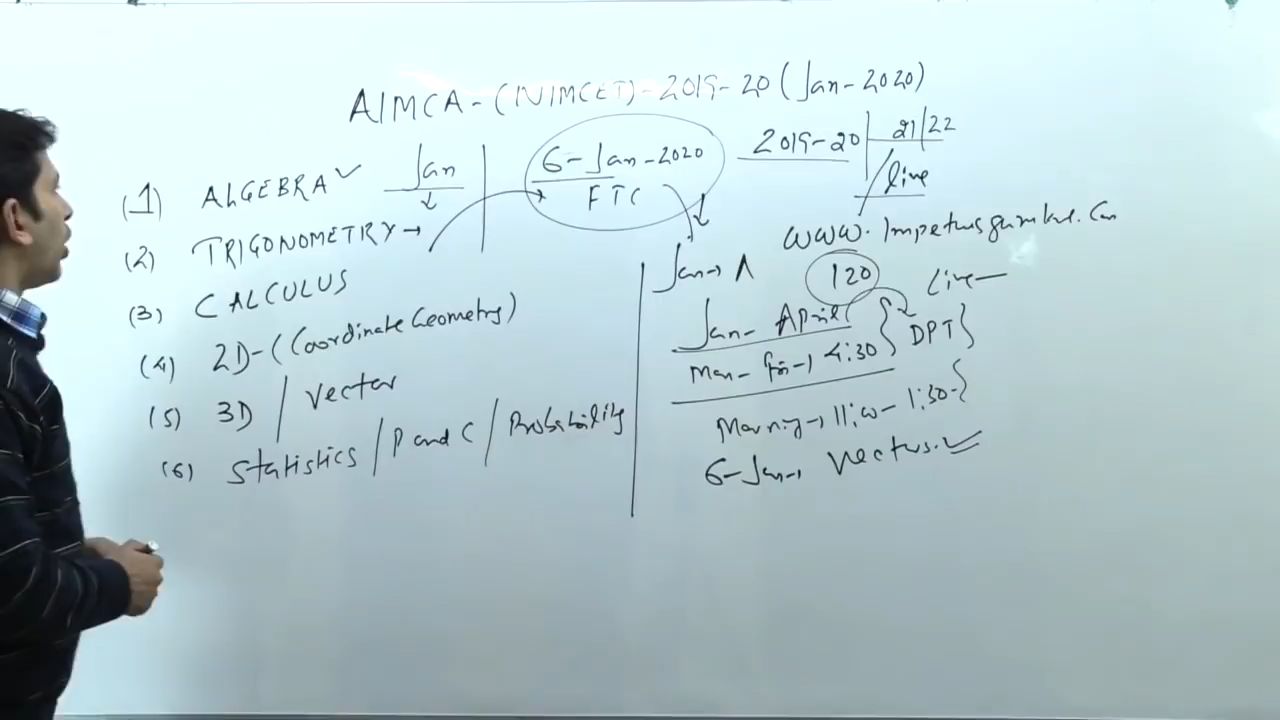 AIMCA-(NIMCET)-2019-20 (Jan-2020)
(1) ALGEBRA ✓ Jan ↓
(2) TRIGONOMETRY →
(3) CALCULUS
(4) 2D-(Coordinate Geometry)
(5) 3D / Vector
(6) Statistics / P and C / Probability
6-Jan-2020
FTC
2019-20 | 21/22
live
www.Impetusgurukul.Com
Jan → A
120
Live —
Jan- April
Mon- Fri → 4:30 } DPT }
Morning → 11:00- 1:30- }
6-Jan → Vectors. ✓